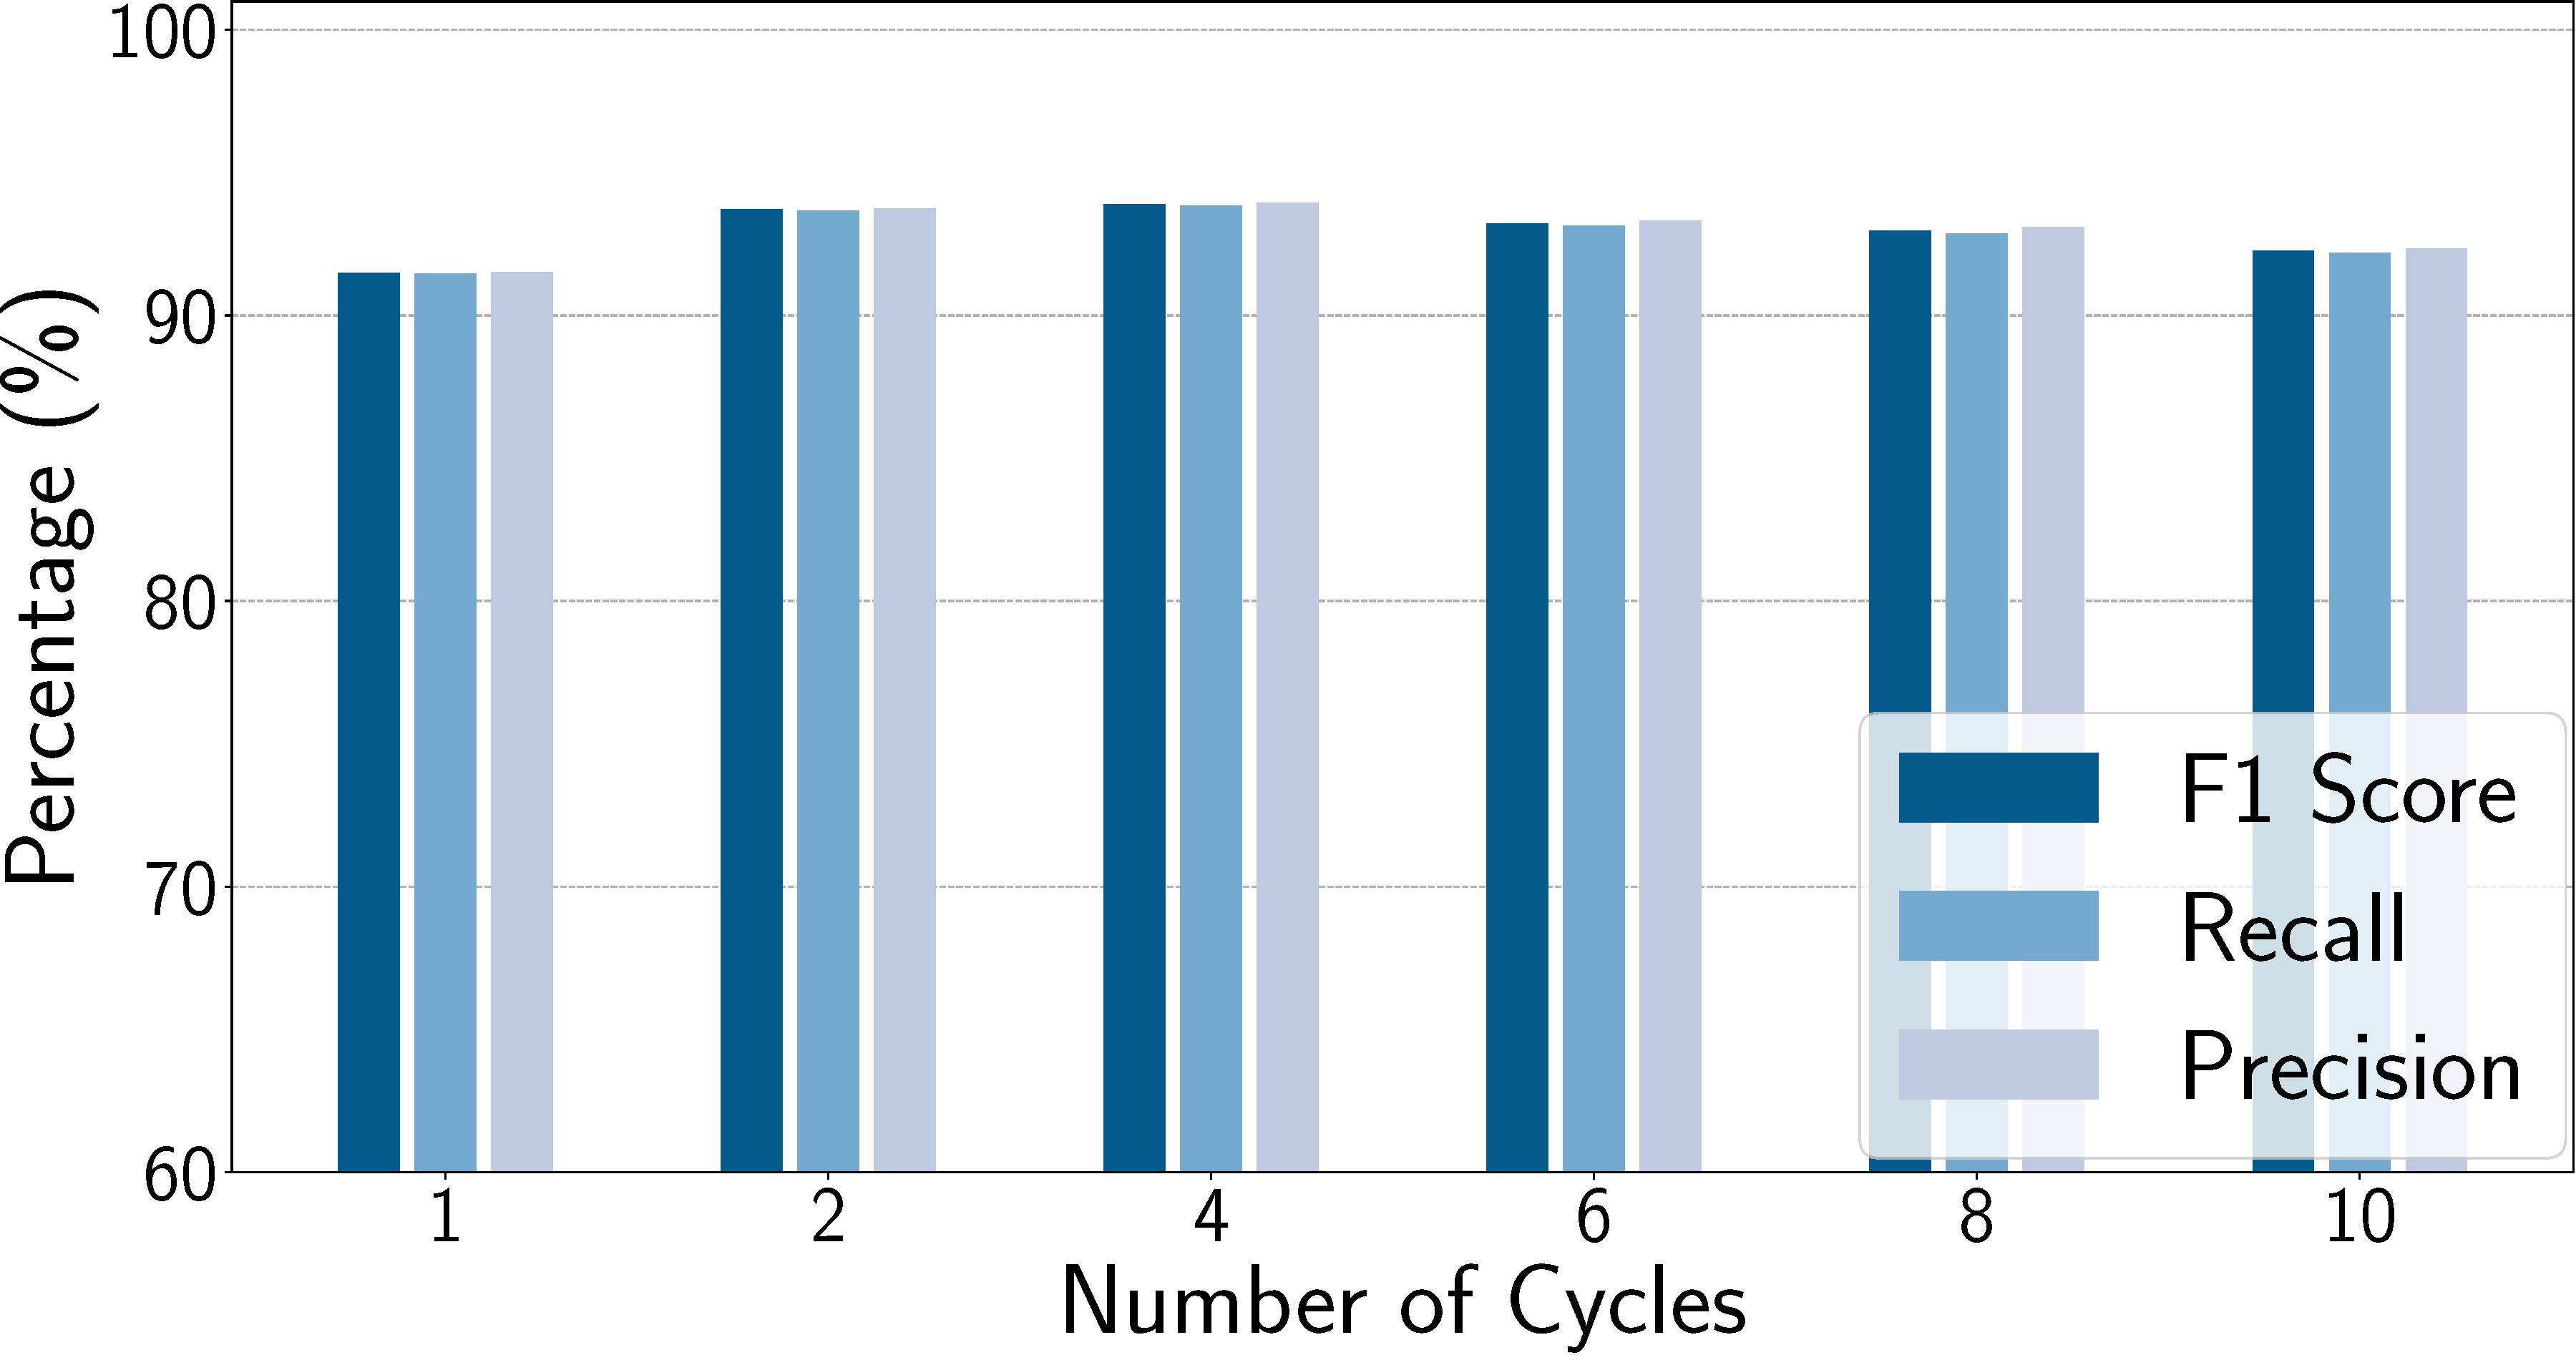 100
90
80
70
60
Percentage (%)
1 2 4 6 8 10
Number of Cycles
F1 Score
Recall
Precision